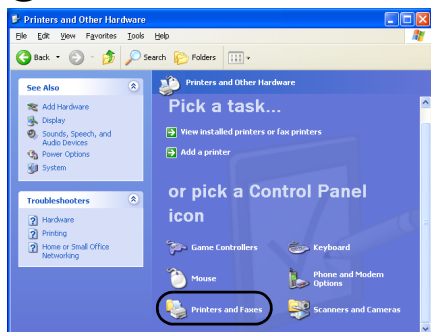 Printers and Other Hardware
File Edit View Favorites Tools Help
Back Search Folders
See Also
Add Hardware
Display
Sounds, Speech, and
Audio Devices
Power Options
System
Troubleshooters
Hardware
Printing
Home or Small Office
Networking
Printers and Other Hardware
Pick a task...
View installed printers or fax printers
Add a printer
or pick a Control Panel
icon
Game Controllers
Keyboard
Mouse
Phone and Modem
Options
Printers and Faxes
Scanners and Cameras